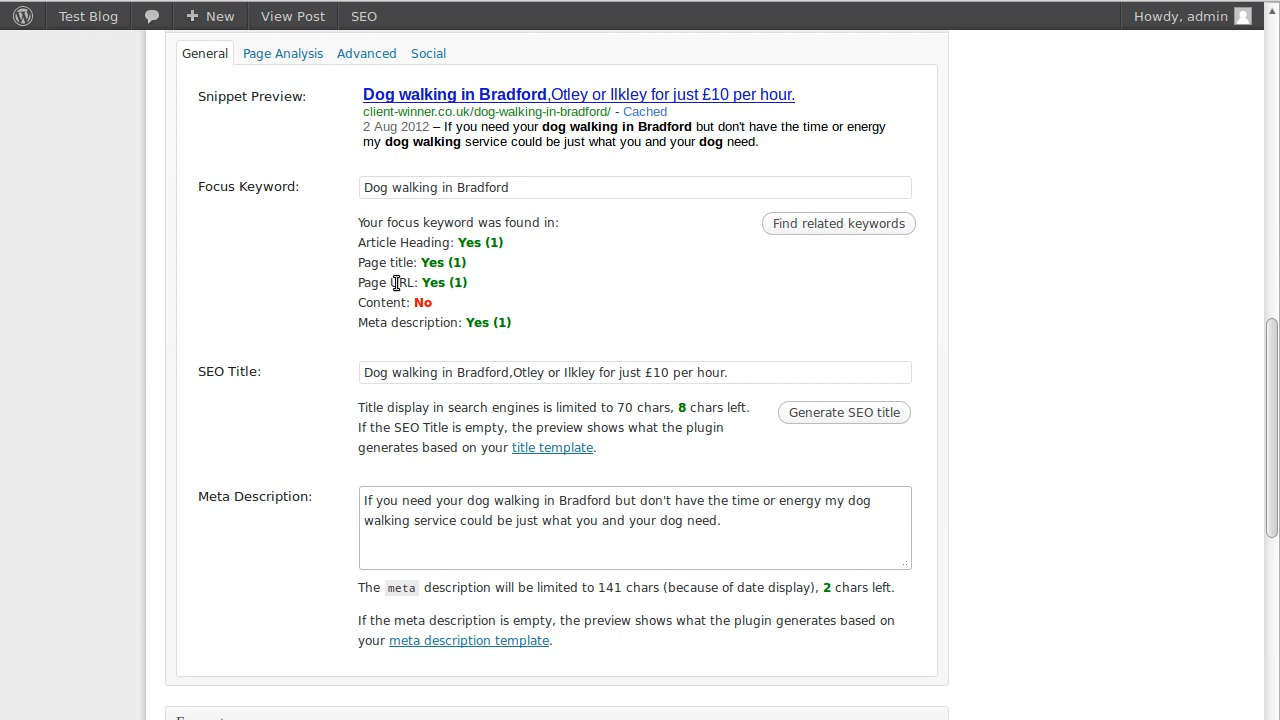 Test Blog New View Post SEO Howdy, admin
General Page Analysis Advanced Social
Snippet Preview:
Dog walking in Bradford,Otley or Ilkley for just £10 per hour.
client-winner.co.uk/dog-walking-in-bradford/ - Cached
2 Aug 2012 – If you need your dog walking in Bradford but don't have the time or energy
my dog walking service could be just what you and your dog need.
Focus Keyword:
Dog walking in Bradford
Your focus keyword was found in:
Find related keywords
Article Heading: Yes (1)
Page title: Yes (1)
Page URL: Yes (1)
Content: No
Meta description: Yes (1)
SEO Title:
Dog walking in Bradford,Otley or Ilkley for just £10 per hour.
Title display in search engines is limited to 70 chars, 8 chars left.
Generate SEO title
If the SEO Title is empty, the preview shows what the plugin
generates based on your title template.
Meta Description:
If you need your dog walking in Bradford but don't have the time or energy my dog
walking service could be just what you and your dog need.
The meta description will be limited to 141 chars (because of date display), 2 chars left.
If the meta description is empty, the preview shows what the plugin generates based on
your meta description template.